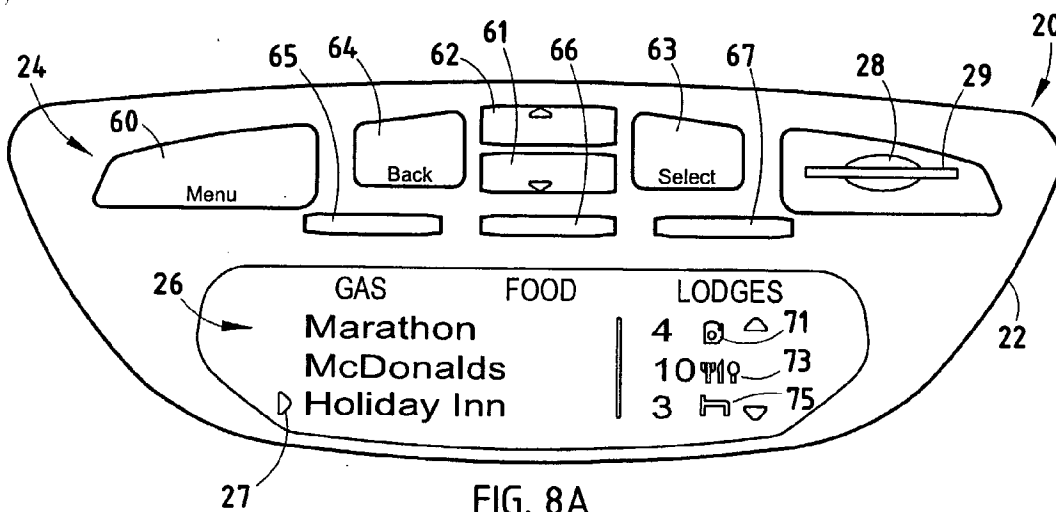 20
61
64 62 66 63 67
65 28
24 29
60
Back Select
Menu
26 GAS FOOD LODGES
Marathon 4 71
McDonalds 10 73
Holiday Inn 3 75
22
27
FIG. 8A